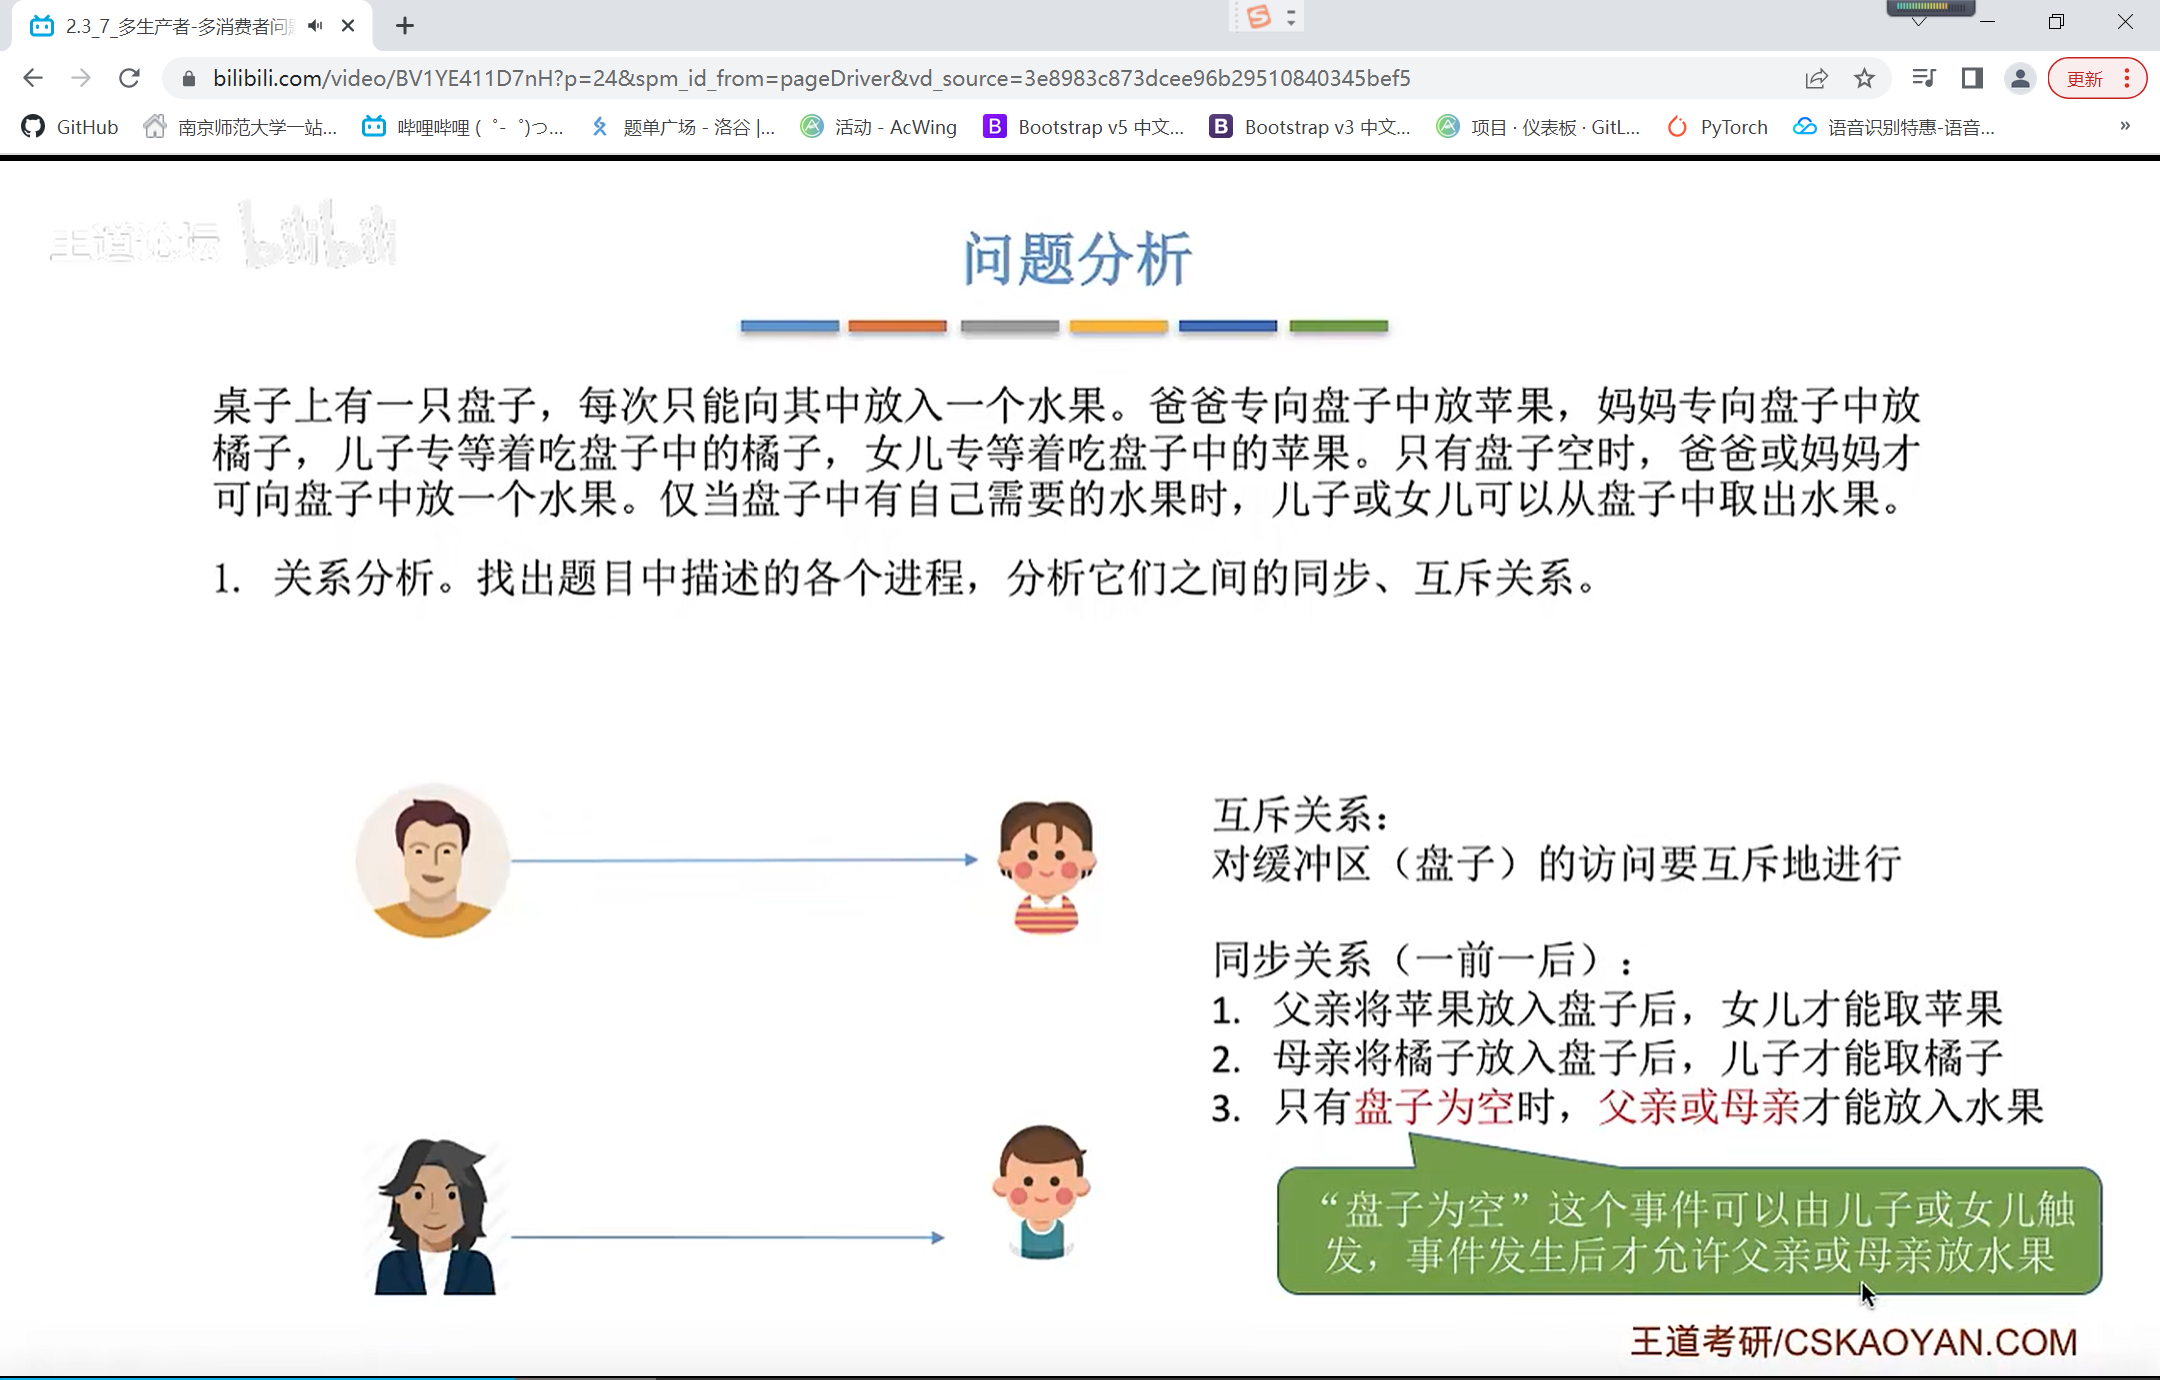 2.3_7_多生产者-多消费者问
bilibili.com/video/BV1YE411D7nH?p=24&spm_id_from=pageDriver&vd_source=3e8983c873dcee96b29510840345bef5
更新
GitHub 南京师范大学一站... 哔哩哔哩 (゜-゜)つ... 题单广场 - 洛谷 |... 活动 - AcWing Bootstrap v5 中文... Bootstrap v3 中文... 项目 · 仪表板 · GitL... PyTorch 语音识别特惠-语音... »
王道论坛 bilibili
问题分析
桌子上有一只盘子，每次只能向其中放入一个水果。爸爸专向盘子中放苹果，妈妈专向盘子中放
橘子，儿子专等着吃盘子中的橘子，女儿专等着吃盘子中的苹果。只有盘子空时，爸爸或妈妈才
可向盘子中放一个水果。仅当盘子中有自己需要的水果时，儿子或女儿可以从盘子中取出水果。
1. 关系分析。找出题目中描述的各个进程，分析它们之间的同步、互斥关系。
互斥关系：
对缓冲区（盘子）的访问要互斥地进行
同步关系（一前一后）：
1. 父亲将苹果放入盘子后，女儿才能取苹果
2. 母亲将橘子放入盘子后，儿子才能取橘子
3. 只有盘子为空时，父亲或母亲才能放入水果
“盘子为空”这个事件可以由儿子或女儿触
发，事件发生后才允许父亲或母亲放水果
王道考研/CSKAOYAN.COM